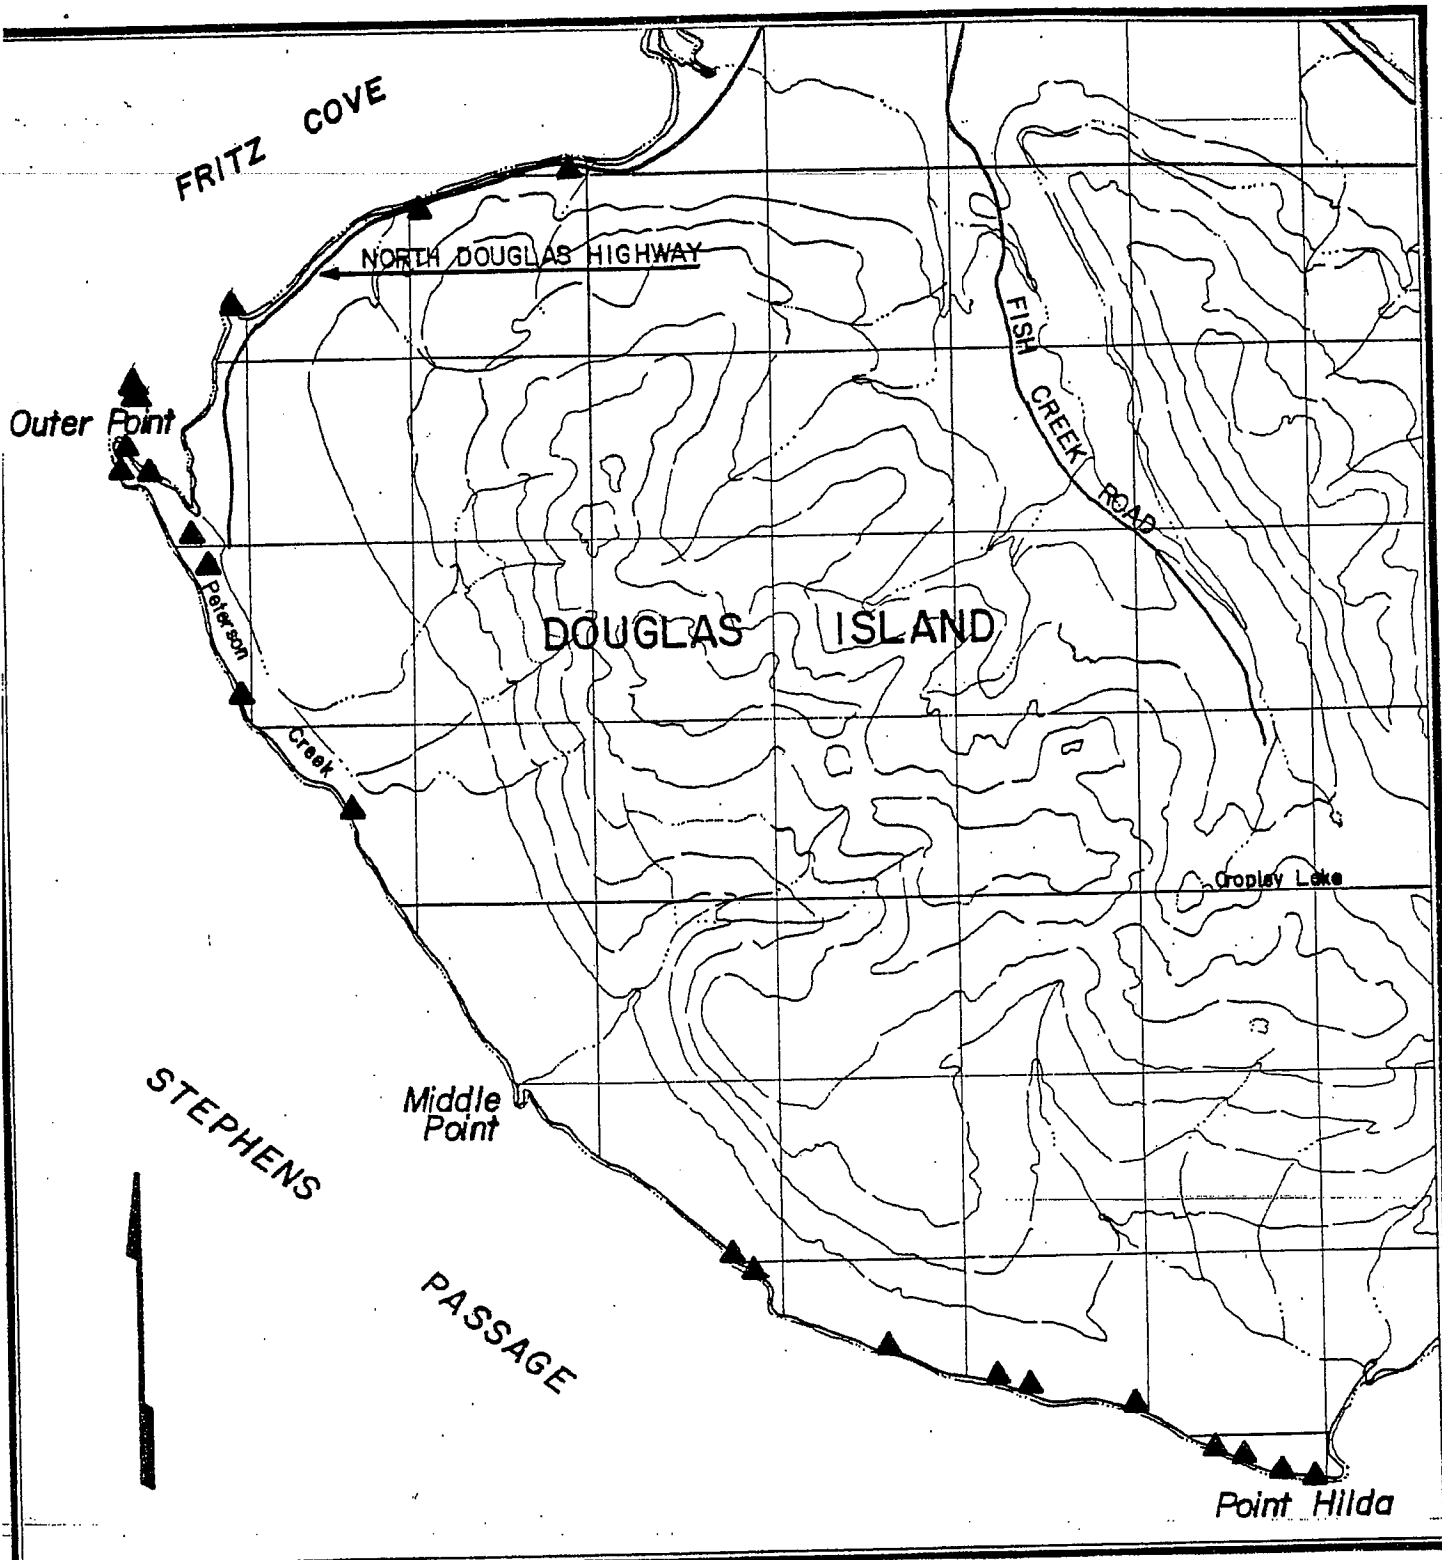 FRITZ COVE
NORTH DOUGLAS HIGHWAY
FISH CREEK ROAD
Outer Point
Peterson Creek
DOUGLAS ISLAND
Cropley Lake
Middle
Point
STEPHENS
PASSAGE
Point Hilda